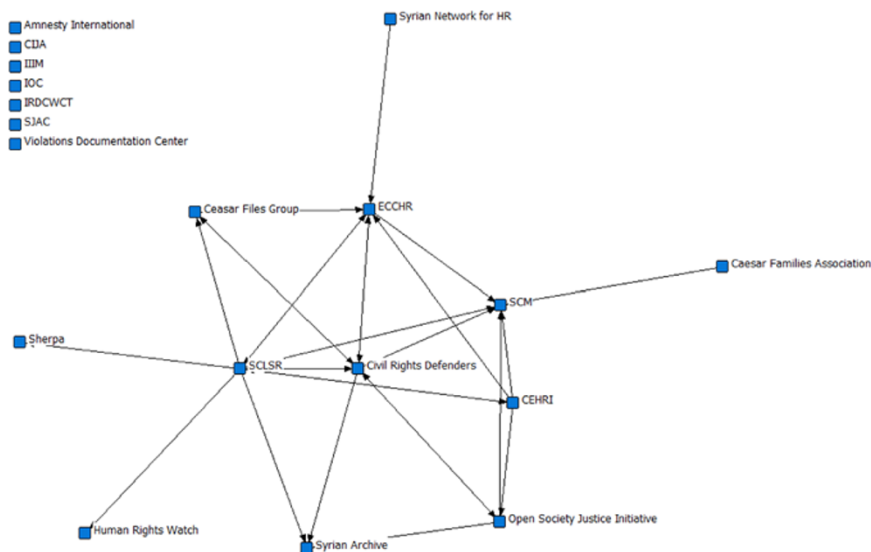 Amnesty International
CIJA
IIIM
IOC
IRDCWCT
SJAC
Violations Documentation Center
Syrian Network for HR
Ceasar Files Group
ECCHR
Caesar Families Association
SCM
Sherpa
SCLSR
Civil Rights Defenders
CEHRI
Human Rights Watch
Syrian Archive
Open Society Justice Initiative